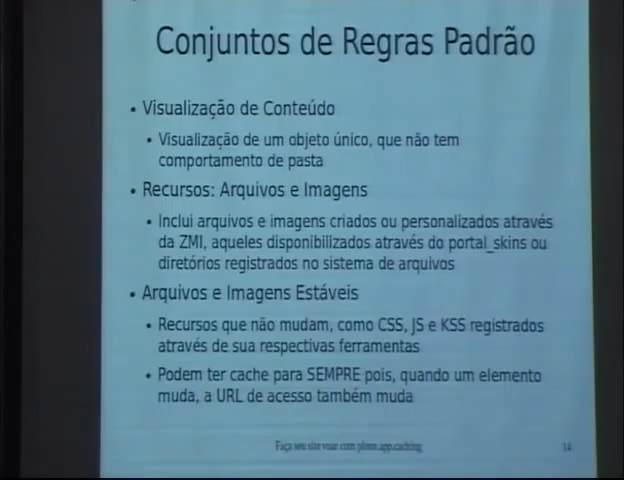 Conjuntos de Regras Padrão
• Visualização de Conteúdo
• Visualização de um objeto único, que não tem
comportamento de pasta
• Recursos: Arquivos e Imagens
• Inclui arquivos e imagens criados ou personalizados através
da ZMI, aqueles disponibilizados através do portal_skins ou
diretórios registrados no sistema de arquivos
• Arquivos e Imagens Estáveis
• Recursos que não mudam, como CSS, JS e KSS registrados
através de sua respectivas ferramentas
• Podem ter cache para SEMPRE pois, quando um elemento
muda, a URL de acesso também muda
Faça seu site voar com plone.app.caching
14